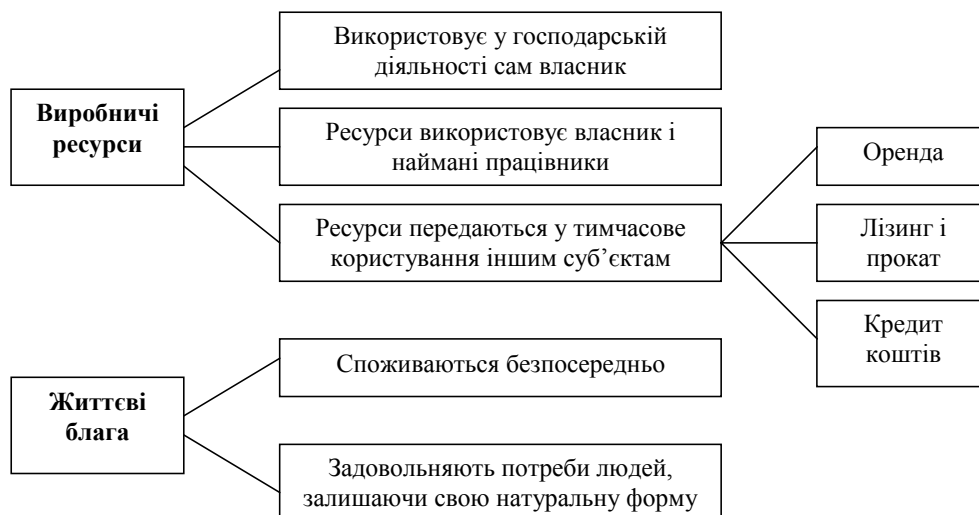 Використовує у господарській
діяльності сам власник
Виробничі
ресурси
Ресурси використовує власник і
наймані працівники
Ресурси передаються у тимчасове
користування іншим суб’єктам
Оренда
Лізинг і
прокат
Кредит
коштів
Життєві
блага
Споживаються безпосередньо
Задовольняють потреби людей,
залишаючи свою натуральну форму